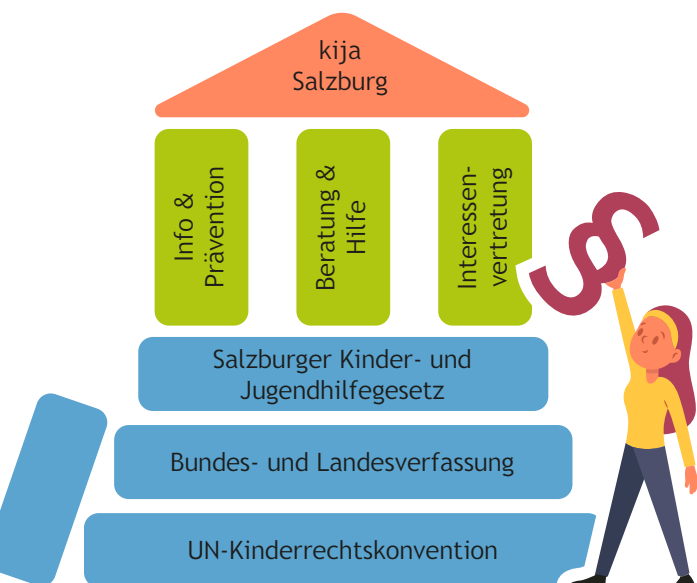 kija
Salzburg
Info &
Prävention
Beratung &
Hilfe
Interessen-
vertretung
§
Salzburger Kinder- und
Jugendhilfegesetz
Bundes- und Landesverfassung
UN-Kinderrechtskonvention